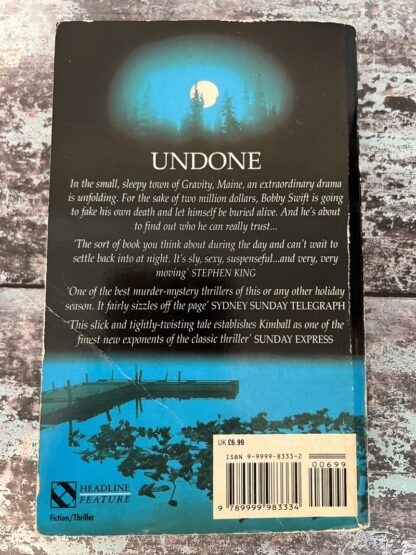 UNDONE
In the small, sleepy town of Gravity, Maine, an extraordinary drama
is unfolding. For the sake of two million dollars, Bobby Swift is going
to fake his own death and let himself be buried alive. And he's about
to find out who he can really trust...
'The sort of book you think about during the day and can't wait to
settle back into at night. It's sly, sexy, suspenseful...and very, very
moving' STEPHEN KING
'One of the best murder-mystery thrillers of this or any other holiday
season. It fairly sizzles off the page' SYDNEY SUNDAY TELEGRAPH
'This slick and tightly-twisting tale establishes Kimball as one of the
finest new exponents of the classic thriller' SUNDAY EXPRESS
UK £6.99
ISBN 9-9999-8333-2
00699
9 789999 983334
HEADLINE
FEATURE
Fiction/Thriller